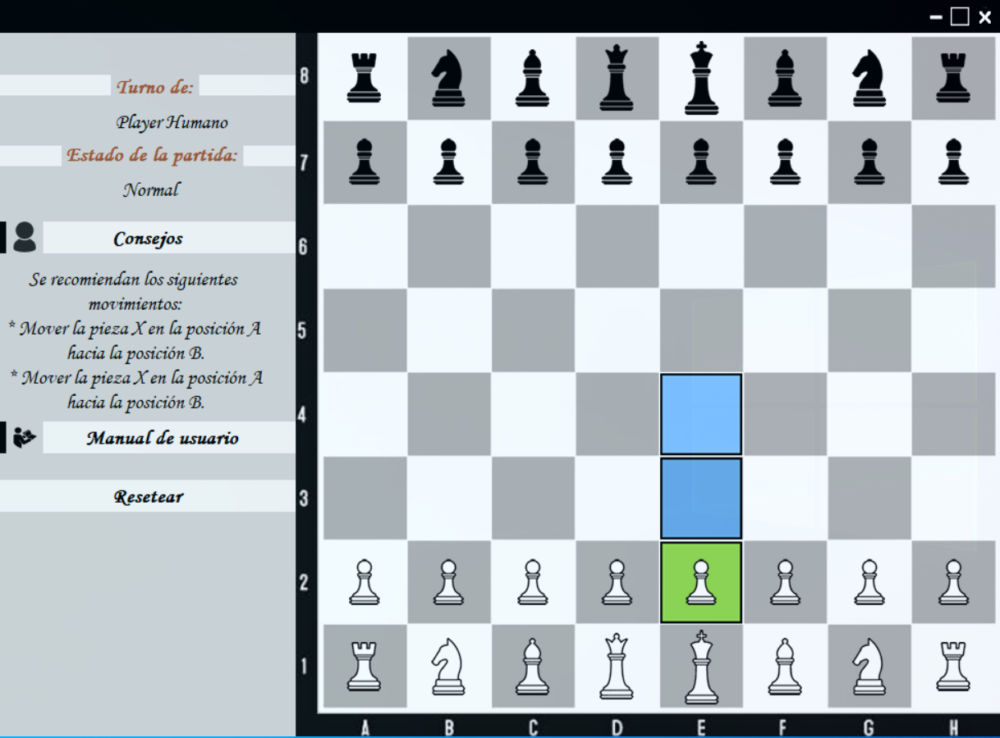 Turno de:
Player Humano
Estado de la partida:
Normal
Consejos
Se recomiendan los siguientes
movimientos:
* Mover la pieza X en la posición A
hacia la posición B.
* Mover la pieza X en la posición A
hacia la posición B.
Manual de usuario
Resetear
8
7
6
5
4
3
2
1
A B C D E F G H